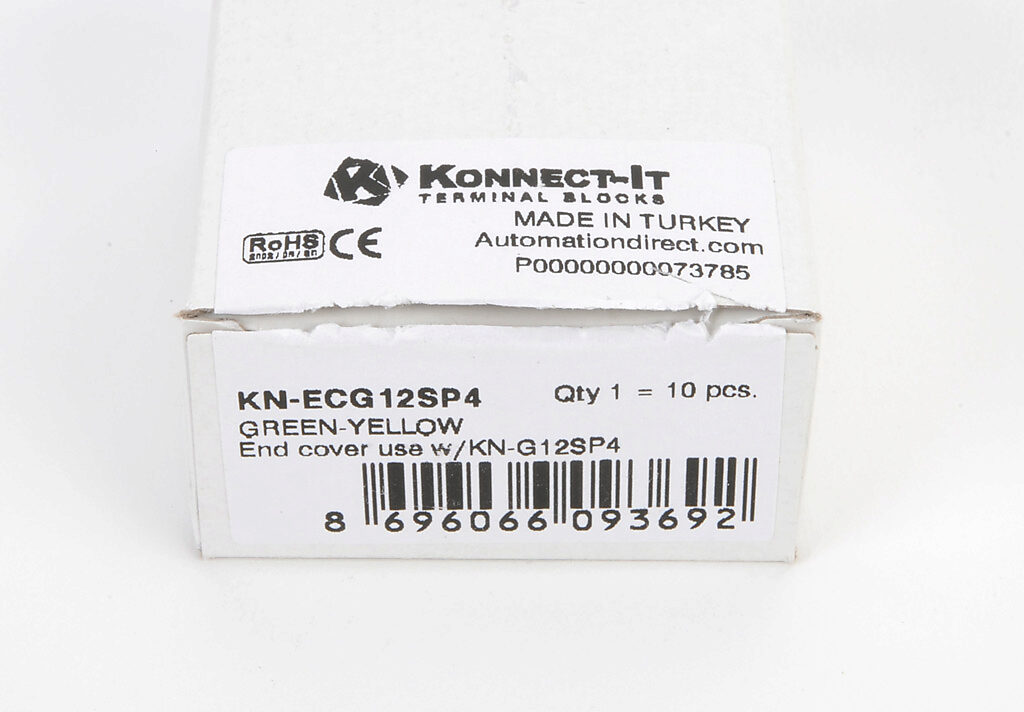 KONNECT-IT
TERMINAL BLOCKS
MADE IN TURKEY
RoHS CE Automationdirect.com
P00000000073785
KN-ECG12SP4 Qty 1 = 10 pcs.
GREEN-YELLOW
End cover use w/KN-G12SP4
8 696066 093692